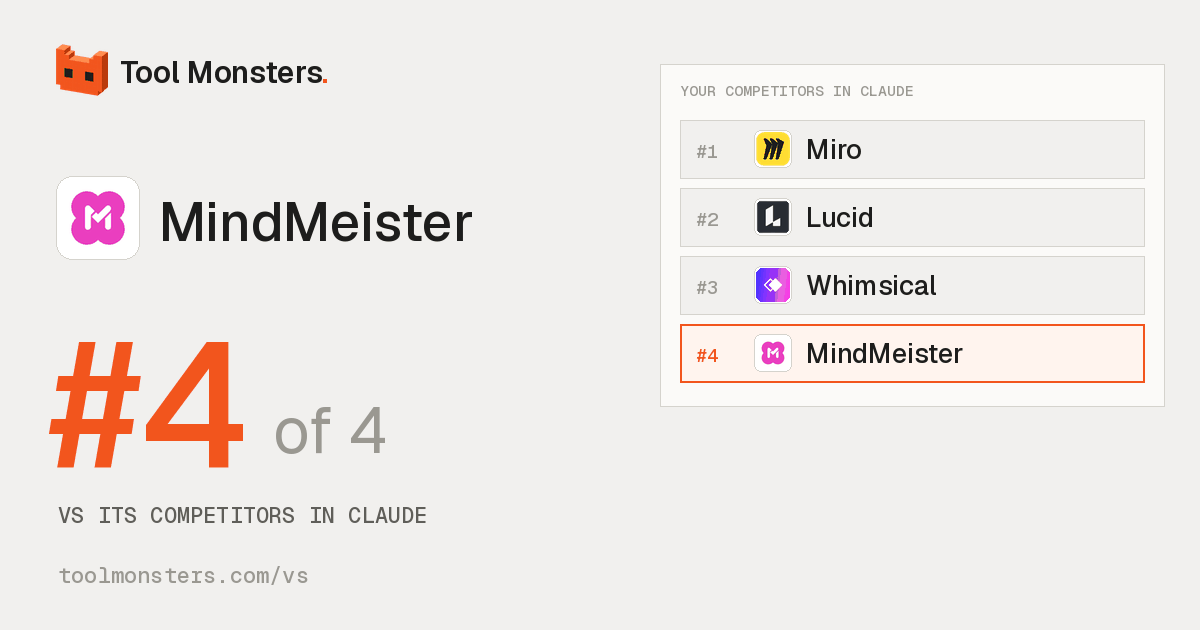 Tool Monsters.
MindMeister
#4 of 4
VS ITS COMPETITORS IN CLAUDE
toolmonsters.com/vs
YOUR COMPETITORS IN CLAUDE
#1 Miro
#2 Lucid
#3 Whimsical
#4 MindMeister